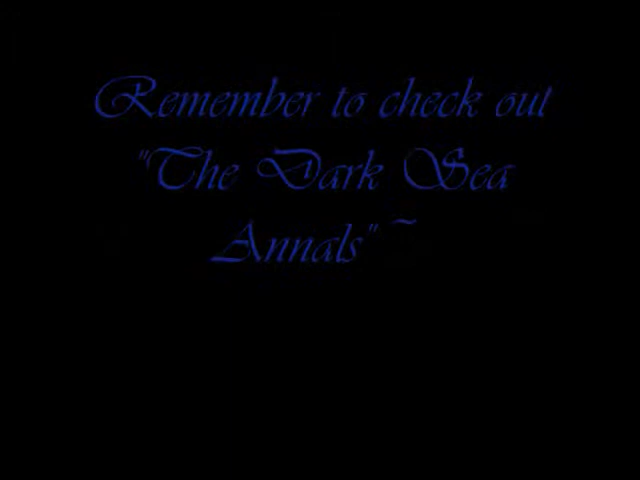 Remember to check out
"The Dark Sea
Annals" ~